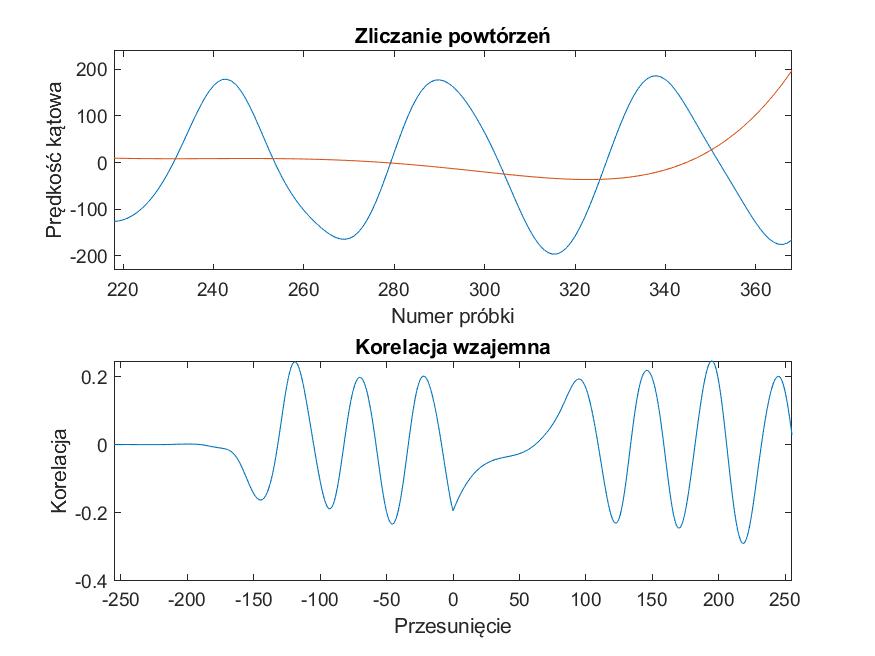 Zliczanie powtórzeń
200
100
0
-100
-200
Prędkość kątowa
220 240 260 280 300 320 340 360
Numer próbki
Korelacja wzajemna
0.2
0
-0.2
-0.4
Korelacja
-250 -200 -150 -100 -50 0 50 100 150 200 250
Przesunięcie